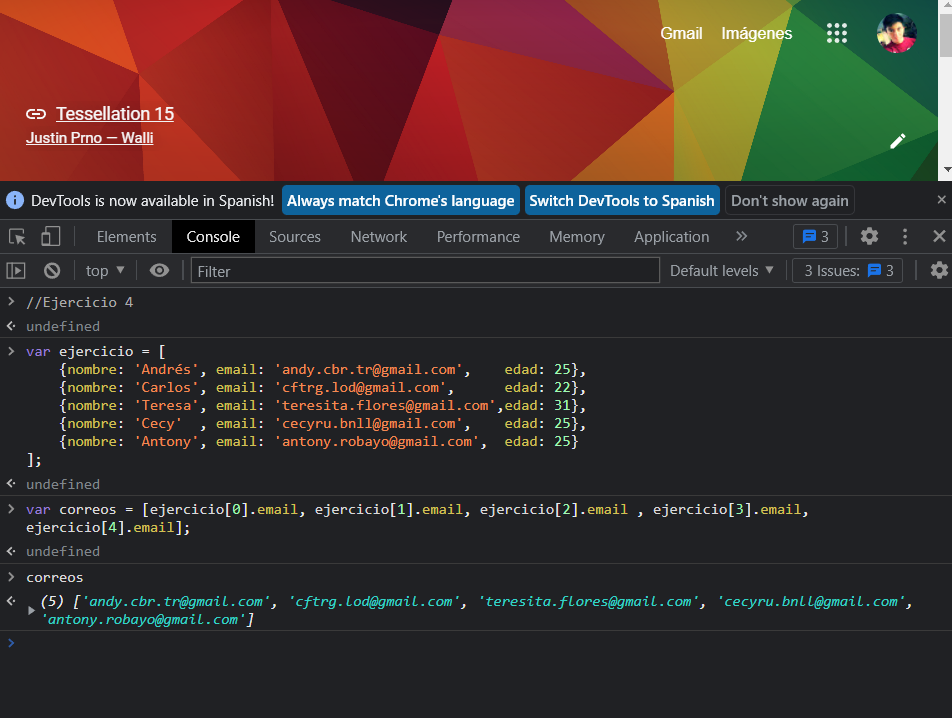 Gmail Imágenes
Tessellation 15
Justin Prno — Walli
DevTools is now available in Spanish! Always match Chrome's language Switch DevTools to Spanish Don't show again
Elements Console Sources Network Performance Memory Application 3
top Filter Default levels 3 Issues: 3
//Ejercicio 4
undefined
var ejercicio = [
{nombre: 'Andrés', email: 'andy.cbr.tr@gmail.com', edad: 25},
{nombre: 'Carlos', email: 'cftrg.lod@gmail.com', edad: 22},
{nombre: 'Teresa', email: 'teresita.flores@gmail.com',edad: 31},
{nombre: 'Cecy' , email: 'cecyru.bnll@gmail.com', edad: 25},
{nombre: 'Antony', email: 'antony.robayo@gmail.com', edad: 25}
];
undefined
var correos = [ejercicio[0].email, ejercicio[1].email, ejercicio[2].email , ejercicio[3].email,
ejercicio[4].email];
undefined
correos
(5) ['andy.cbr.tr@gmail.com', 'cftrg.lod@gmail.com', 'teresita.flores@gmail.com', 'cecyru.bnll@gmail.com',
'antony.robayo@gmail.com']